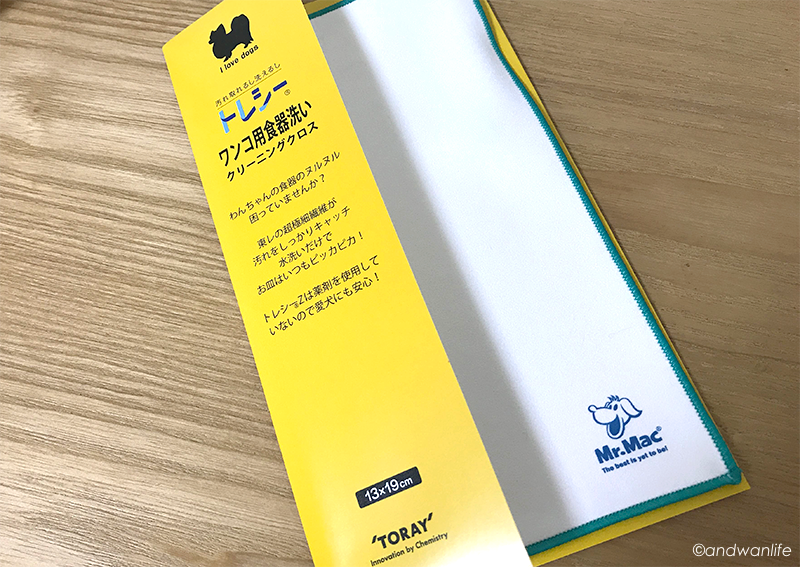 I love dogs
汚れ取れるし洗えるし
トレシー®
ワンコ用食器洗い
クリーニングクロス
わんちゃんの食器のヌルヌル
困っていませんか？
東レの超極細繊維が
汚れをしっかりキャッチ
水洗いだけで
お皿はいつもピッカピカ！
トレシー®Zは薬剤を使用して
いないので愛犬にも安心！
13×19cm
'TORAY'
Innovation by Chemistry
Mr.Mac®
The best is yet to be!
©andwanlife